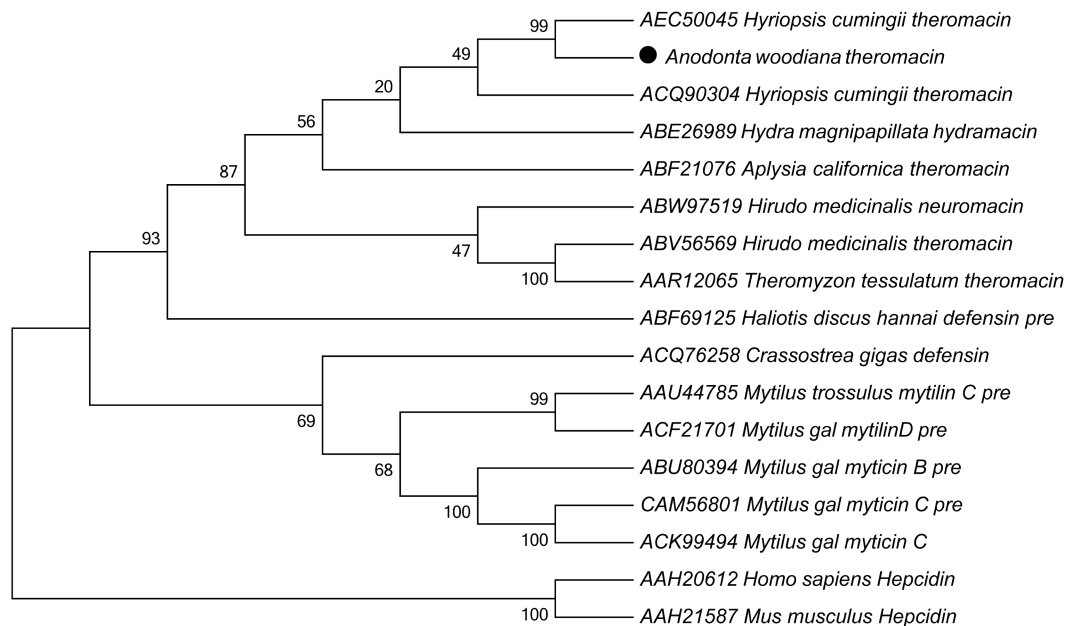 99
AEC50045 Hyriopsis cumingii theromacin
Anodonta woodiana theromacin
49
ACQ90304 Hyriopsis cumingii theromacin
20
ABE26989 Hydra magnipapillata hydramacin
56
ABF21076 Aplysia californica theromacin
87
ABW97519 Hirudo medicinalis neuromacin
47
ABV56569 Hirudo medicinalis theromacin
100
AAR12065 Theromyzon tessulatum theromacin
93
ABF69125 Haliotis discus hannai defensin pre
ACQ76258 Crassostrea gigas defensin
69
99
AAU44785 Mytilus trossulus mytilin C pre
ACF21701 Mytilus gal mytilinD pre
68
ABU80394 Mytilus gal myticin B pre
100
CAM56801 Mytilus gal myticin C pre
100
ACK99494 Mytilus gal myticin C
AAH20612 Homo sapiens Hepcidin
100
AAH21587 Mus musculus Hepcidin